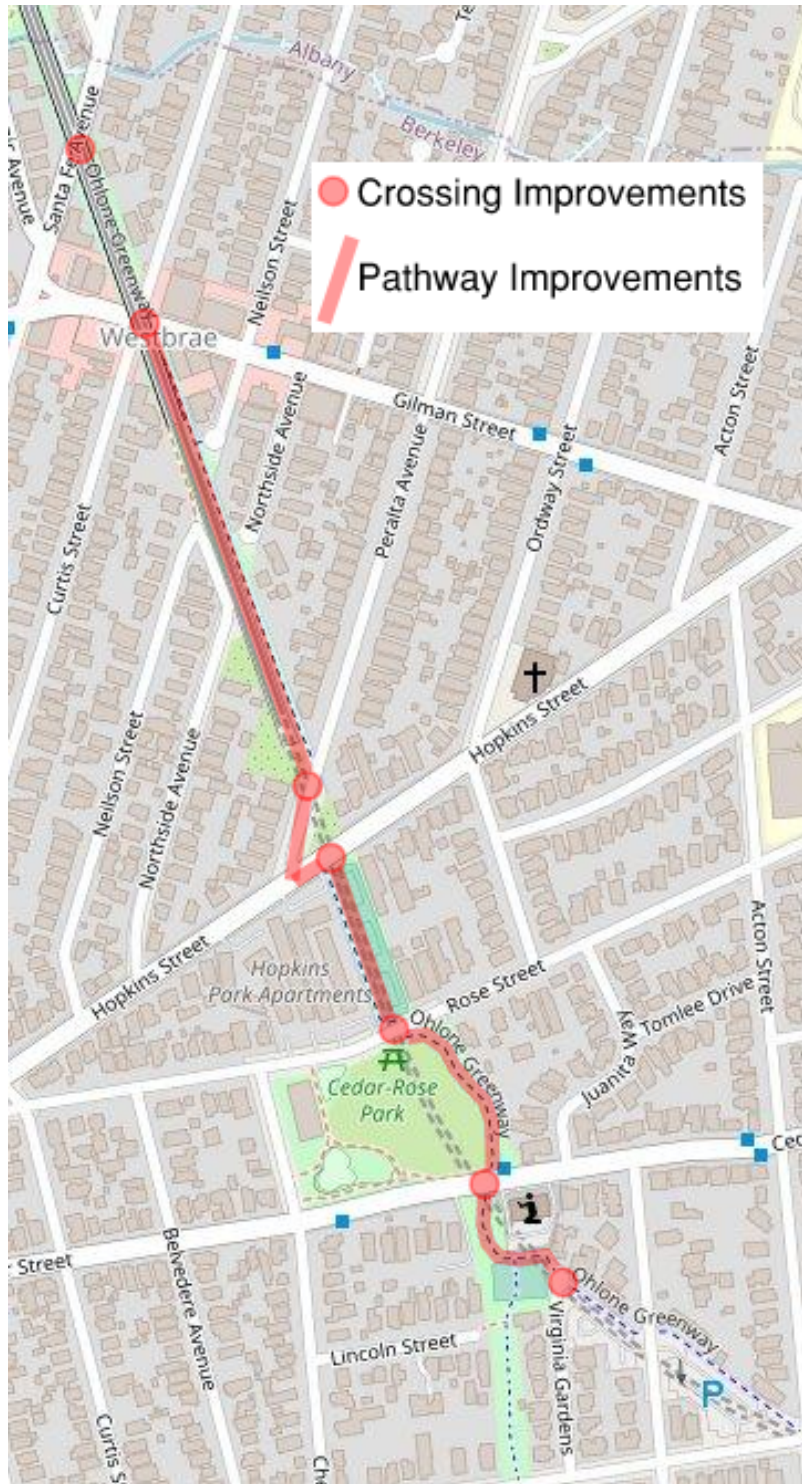 Albany
Berkeley
Santa Fe Avenue
Ohlone Greenway
Crossing Improvements
Pathway Improvements
Neilson Street
Westbrae
Gilman Street
Acton Street
Northside Avenue
Peralta Avenue
Ordway Street
Curtis Street
Hopkins Street
Neilson Street
Northside Avenue
Hopkins Street
Hopkins
Park Apartments
Rose Street
Acton Street
Tomlee Drive
Juanita Way
Ohlone Greenway
Cedar-Rose
Park
Street
Belvedere Avenue
Ohlone Greenway
Virginia Gardens
Lincoln Street
P
Curtis S